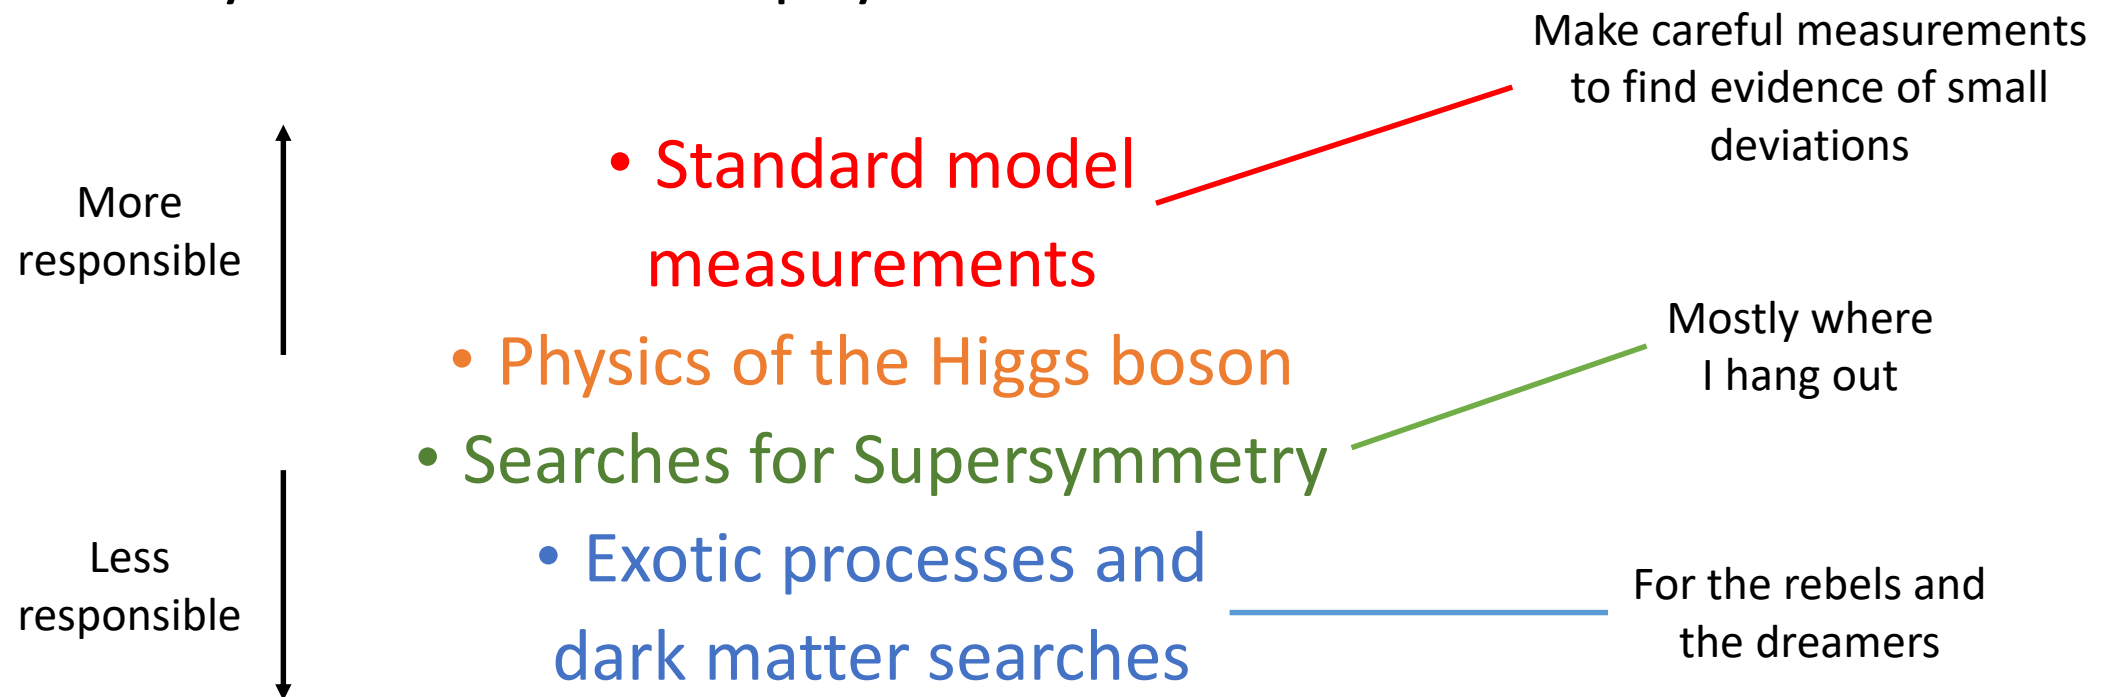 Make careful measurements
to find evidence of small
deviations
• Standard model
measurements
More
responsible
• Physics of the Higgs boson
Mostly where
I hang out
• Searches for Supersymmetry
Less
responsible
• Exotic processes and
dark matter searches
For the rebels and
the dreamers